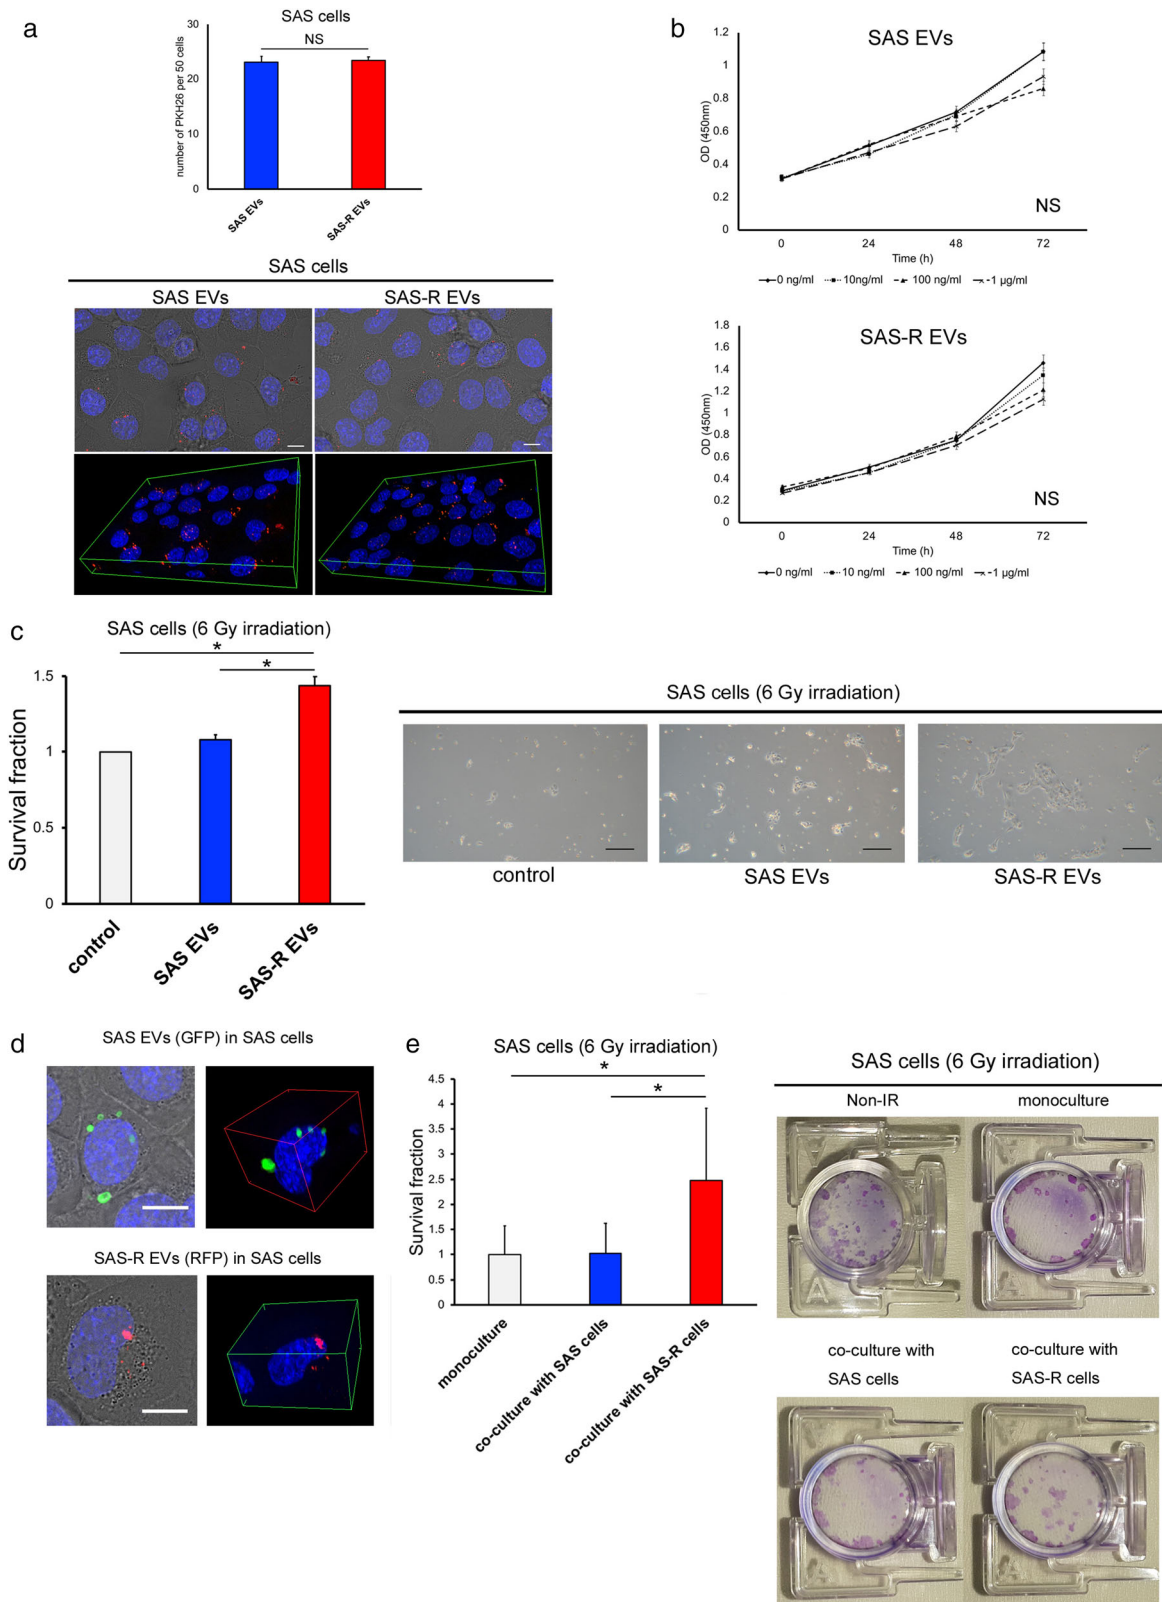 a
SAS cells
NS
number of PKH26 per 50 cells
30
20
10
0
SAS EVs
SAS-R EVs
SAS cells
SAS EVs
SAS-R EVs
b
SAS EVs
OD (450nm)
1.2
1
0.8
0.6
0.4
0.2
0
NS
0
24
48
72
Time (h)
0 ng/ml
10ng/ml
100 ng/ml
1 µg/ml
SAS-R EVs
OD (450nm)
1.8
1.6
1.4
1.2
1
0.8
0.6
0.4
0.2
0
NS
0
24
48
72
Time (h)
0 ng/ml
10 ng/ml
100 ng/ml
1 µg/ml
c
SAS cells (6 Gy irradiation)
*
*
Survival fraction
1.5
1
0.5
0
control
SAS EVs
SAS-R EVs
SAS cells (6 Gy irradiation)
control
SAS EVs
SAS-R EVs
d
SAS EVs (GFP) in SAS cells
SAS-R EVs (RFP) in SAS cells
e
SAS cells (6 Gy irradiation)
*
*
Survival fraction
4.5
4
3.5
3
2.5
2
1.5
1
0.5
0
monoculture
co-culture with SAS cells
co-culture with SAS-R cells
SAS cells (6 Gy irradiation)
Non-IR
monoculture
A
co-culture with
SAS cells
co-culture with
SAS-R cells